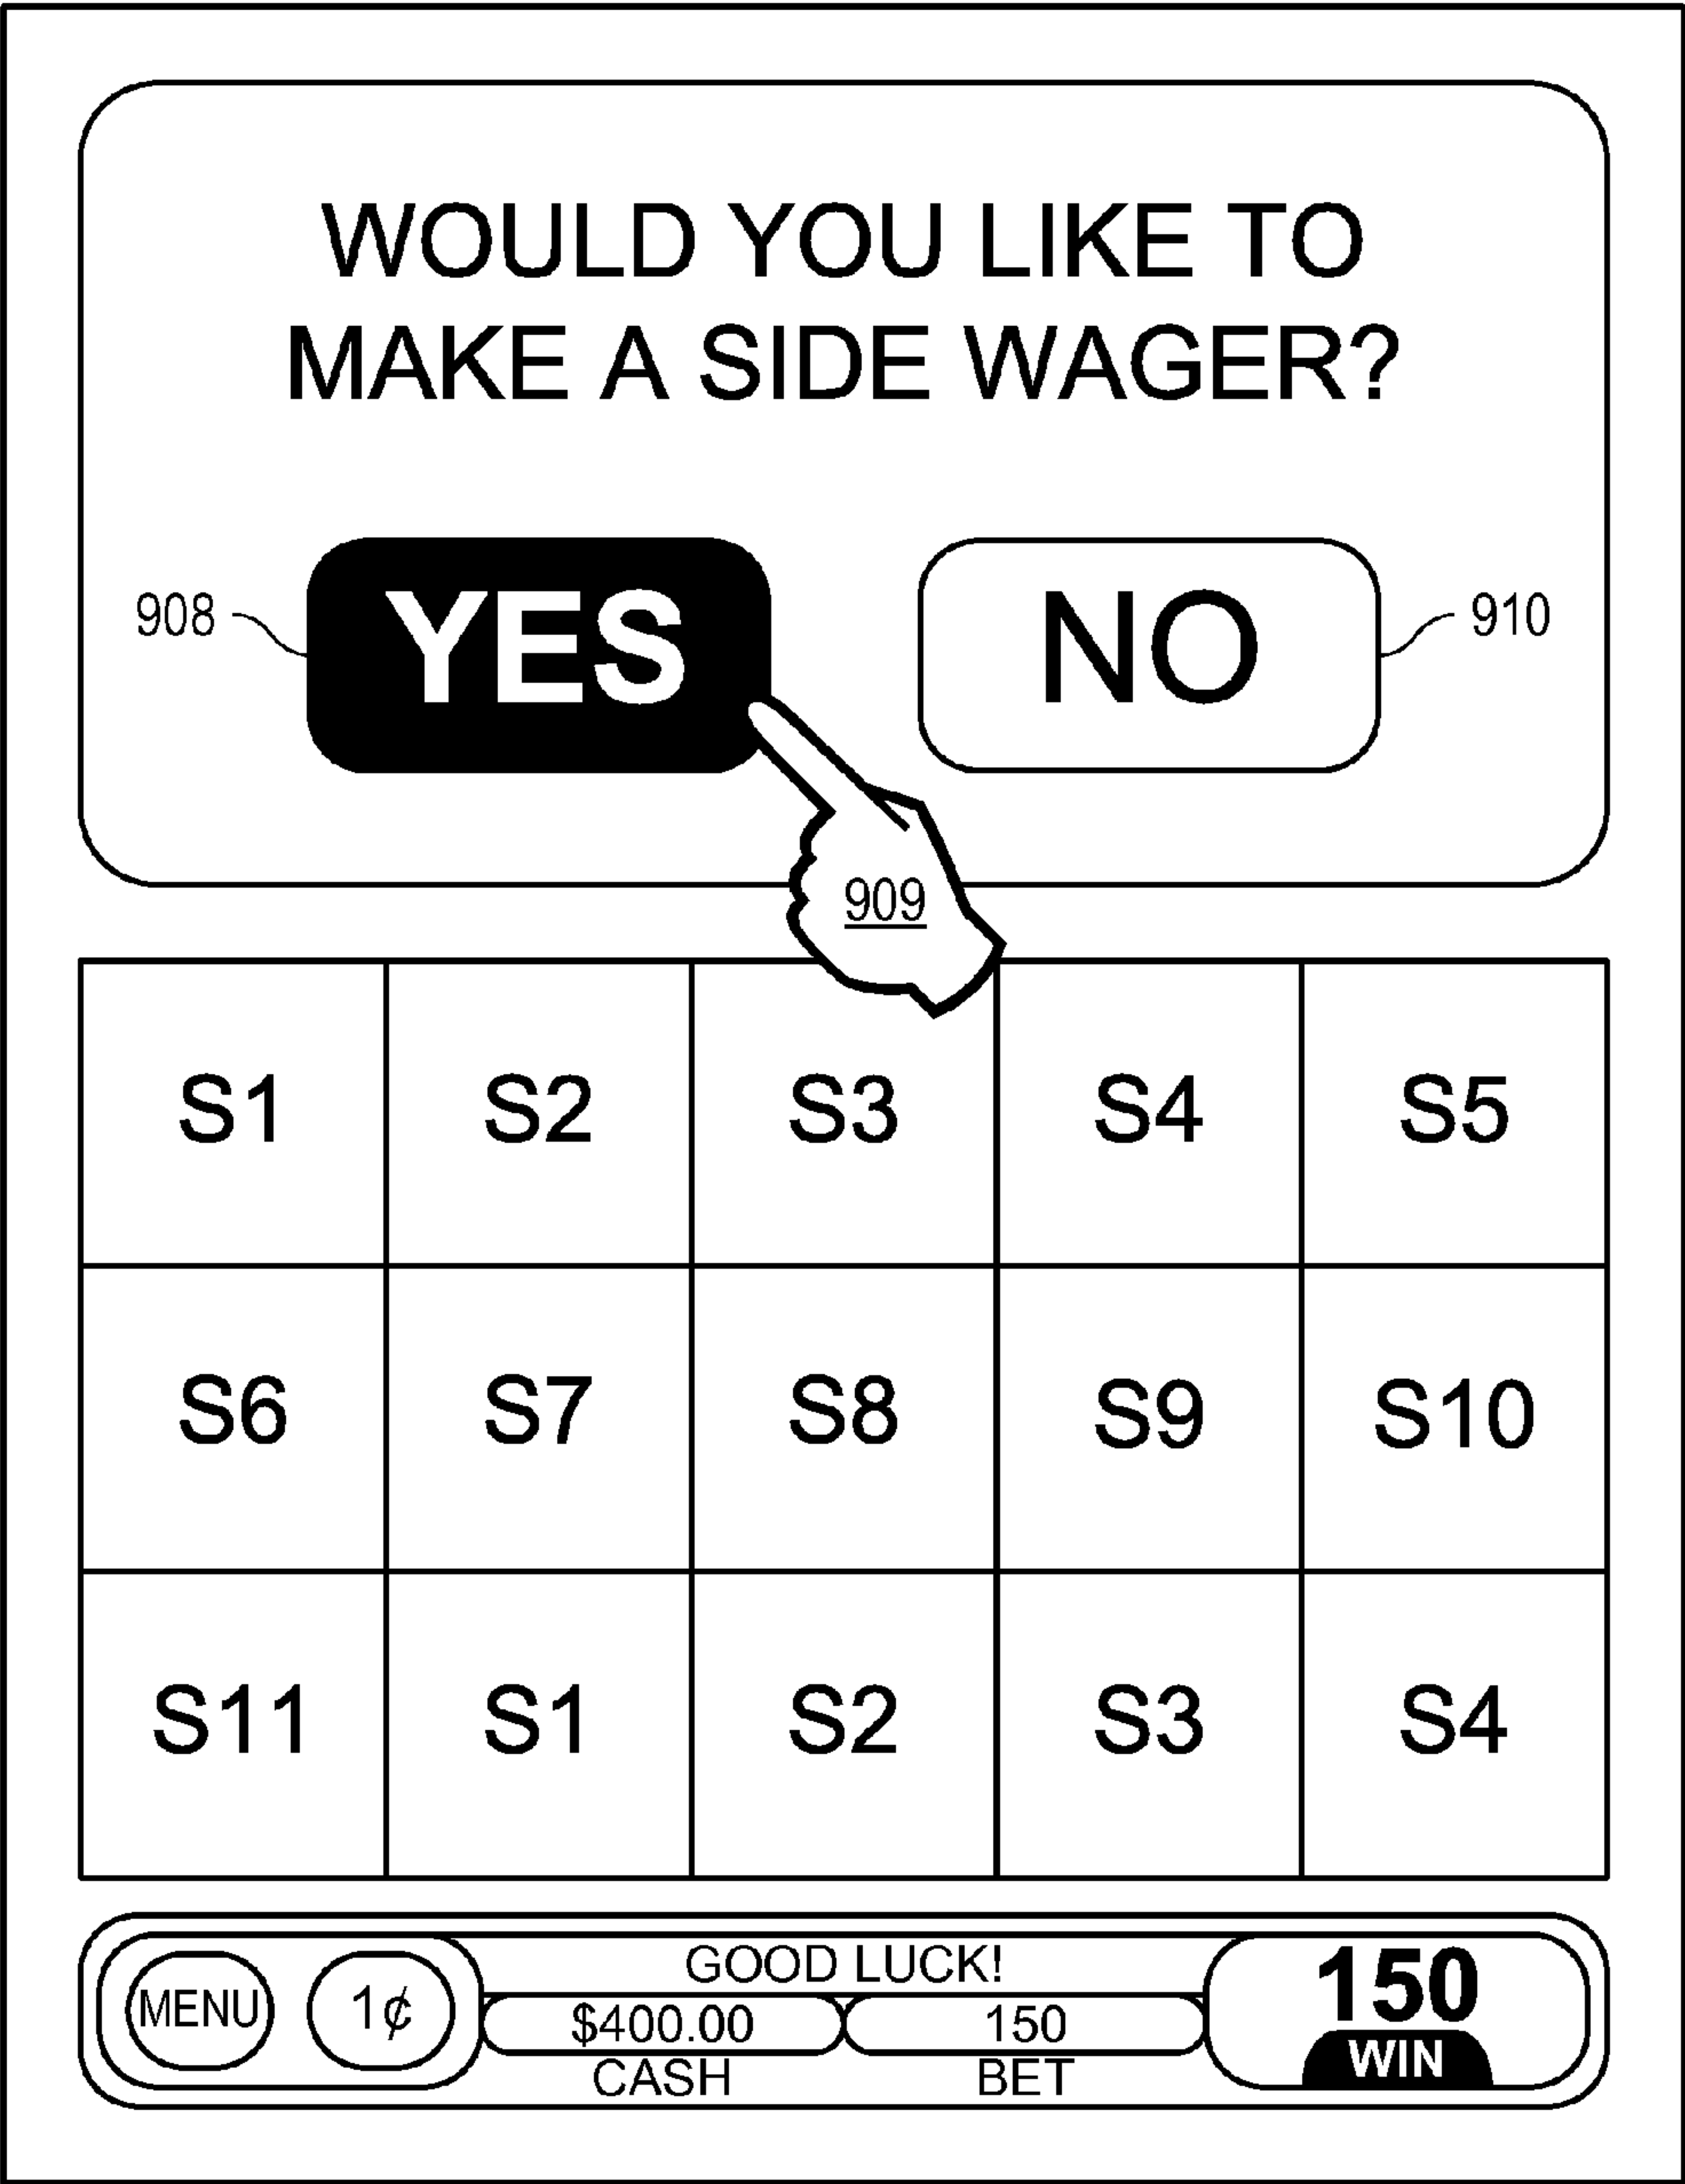 WOULD YOU LIKE TO
MAKE A SIDE WAGER?
908 YES NO 910
909
S1 S2 S3 S4 S5
S6 S7 S8 S9 S10
S11 S1 S2 S3 S4
MENU 1¢ GOOD LUCK! 150
$400.00 150 WIN
CASH BET